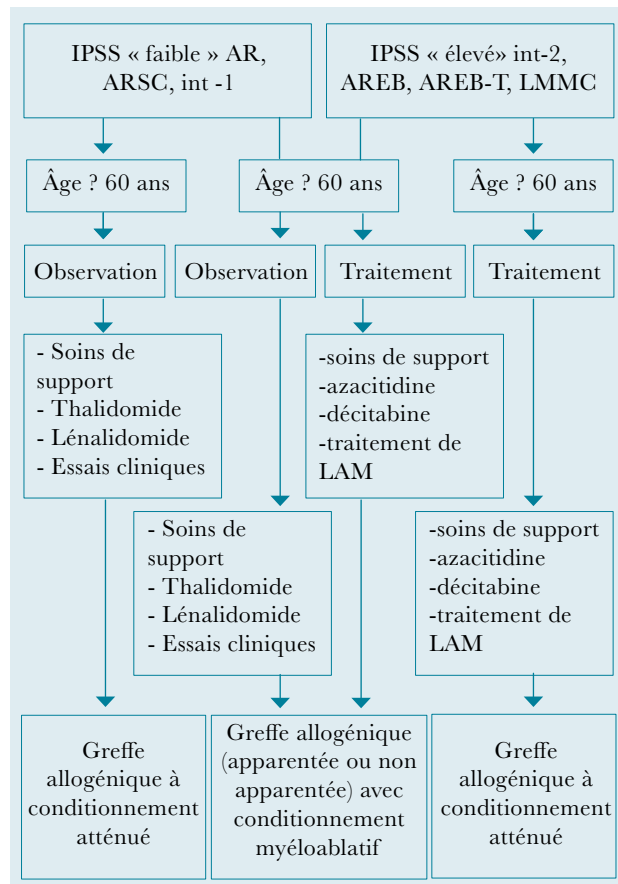 IPSS « faible » AR,
ARSC, int -1
IPSS « élevé» int-2,
AREB, AREB-T, LMMC
Âge ? 60 ans
Âge ? 60 ans
Âge ? 60 ans
Observation
Observation
Traitement
Traitement
- Soins de
support
- Thalidomide
- Lénalidomide
- Essais cliniques
-soins de support
-azacitidine
-décitabine
-traitement de
LAM
- Soins de
support
- Thalidomide
- Lénalidomide
- Essais cliniques
-soins de support
-azacitidine
-décitabine
-traitement de
LAM
Greffe
allogénique à
conditionnement
atténué
Greffe allogénique
(apparentée ou non
apparentée) avec
conditionnement
myéloablatif
Greffe
allogénique à
conditionnement
atténué